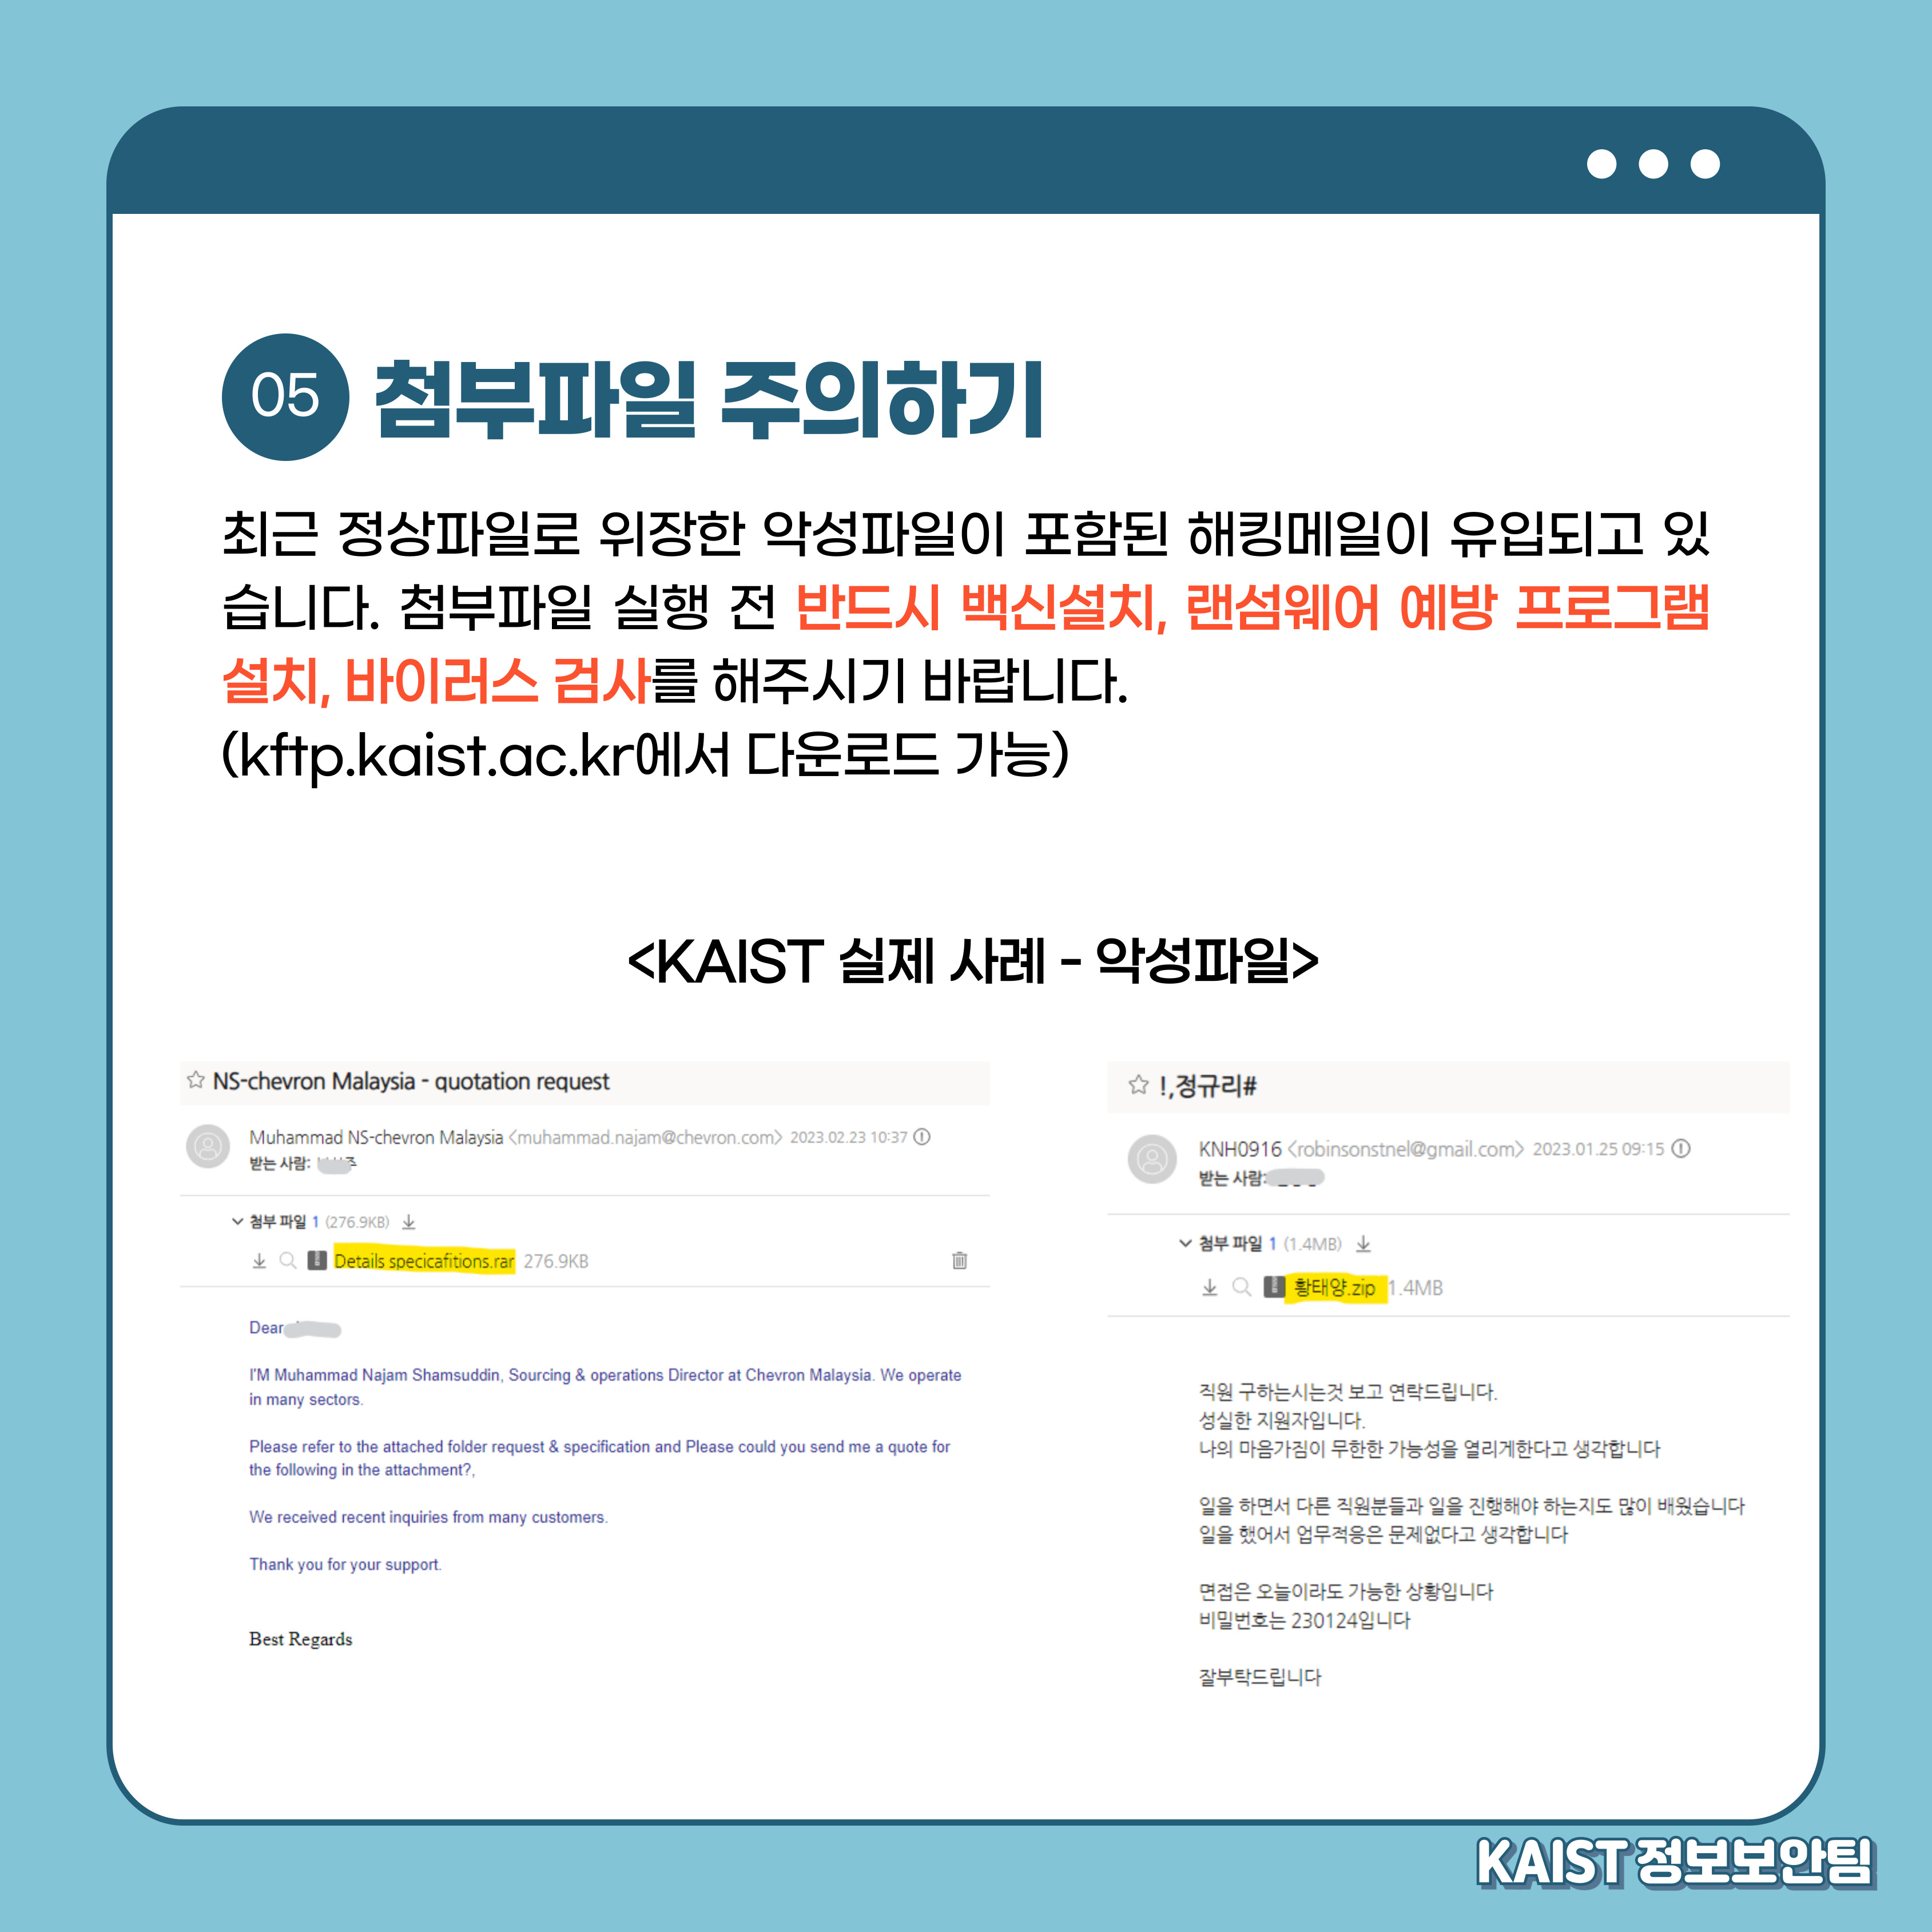 05 첨부파일 주의하기
최근 정상파일로 위장한 악성파일이 포함된 해킹메일이 유입되고 있
습니다. 첨부파일 실행 전 반드시 백신설치, 랜섬웨어 예방 프로그램
설치, 바이러스 검사를 해주시기 바랍니다.
(kftp.kaist.ac.kr에서 다운로드 가능)
<KAIST 실제 사례 - 악성파일>
NS-chevron Malaysia - quotation request
Muhammad NS-chevron Malaysia <muhammad.najam@chevron.com> 2023.02.23 10:37
받는 사람:
첨부 파일 1 (276.9KB)
Details specicafitions.rar 276.9KB
Dear
I'M Muhammad Najam Shamsuddin, Sourcing & operations Director at Chevron Malaysia. We operate
in many sectors.
Please refer to the attached folder request & specification and Please could you send me a quote for
the following in the attachment?,
We received recent inquiries from many customers.
Thank you for your support.
Best Regards
!,정규리#
KNH0916 <robinsonstnel@gmail.com> 2023.01.25 09:15
받는 사람:
첨부 파일 1 (1.4MB)
황태양.zip 1.4MB
직원 구하는시는것 보고 연락드립니다.
성실한 지원자입니다.
나의 마음가짐이 무한한 가능성을 열리게한다고 생각합니다
일을 하면서 다른 직원분들과 일을 진행해야 하는지도 많이 배웠습니다
일을 했어서 업무적응은 문제없다고 생각합니다
면접은 오늘이라도 가능한 상황입니다
비밀번호는 230124입니다
잘부탁드립니다
KAIST 정보보안팀